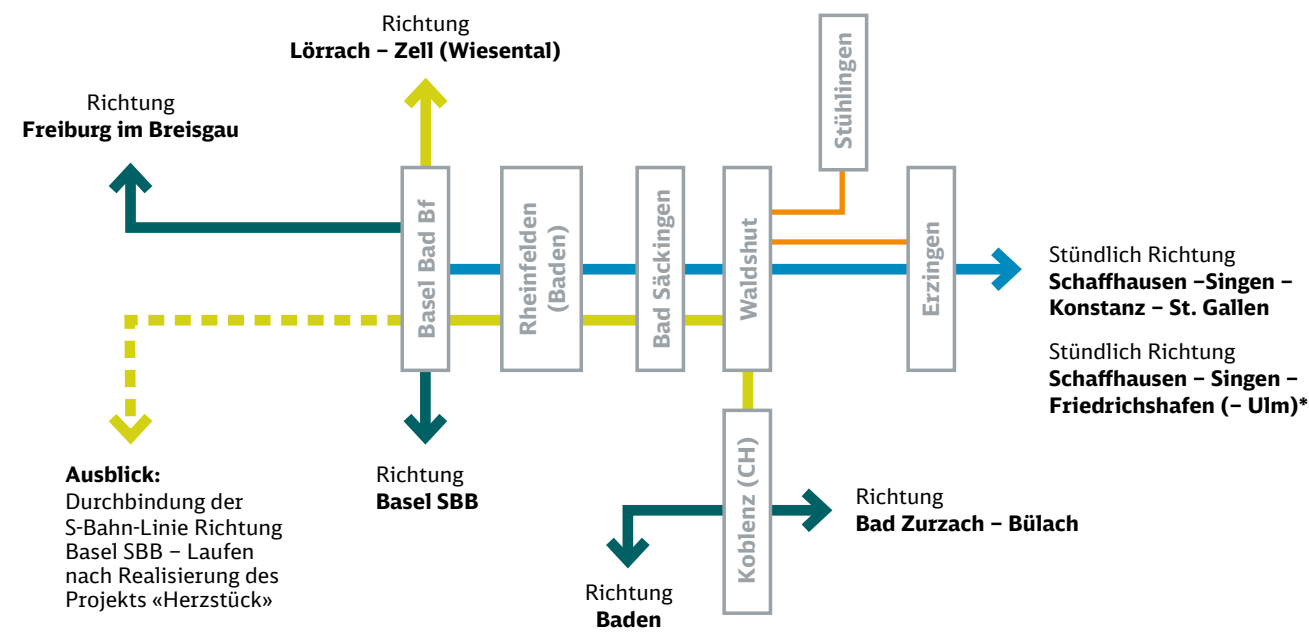 Richtung
Lörrach – Zell (Wiesental)
Richtung
Freiburg im Breisgau
Stühlingen
Basel Bad Bf
Rheinfelden
(Baden)
Bad Säckingen
Waldshut
Erzingen
Stündlich Richtung
Schaffhausen –Singen –
Konstanz – St. Gallen
Stündlich Richtung
Schaffhausen – Singen –
Friedrichshafen (– Ulm)*
Ausblick:
Durchbindung der
S-Bahn-Linie Richtung
Basel SBB – Laufen
nach Realisierung des
Projekts «Herzstück»
Richtung
Basel SBB
Koblenz (CH)
Richtung
Bad Zurzach – Bülach
Richtung
Baden